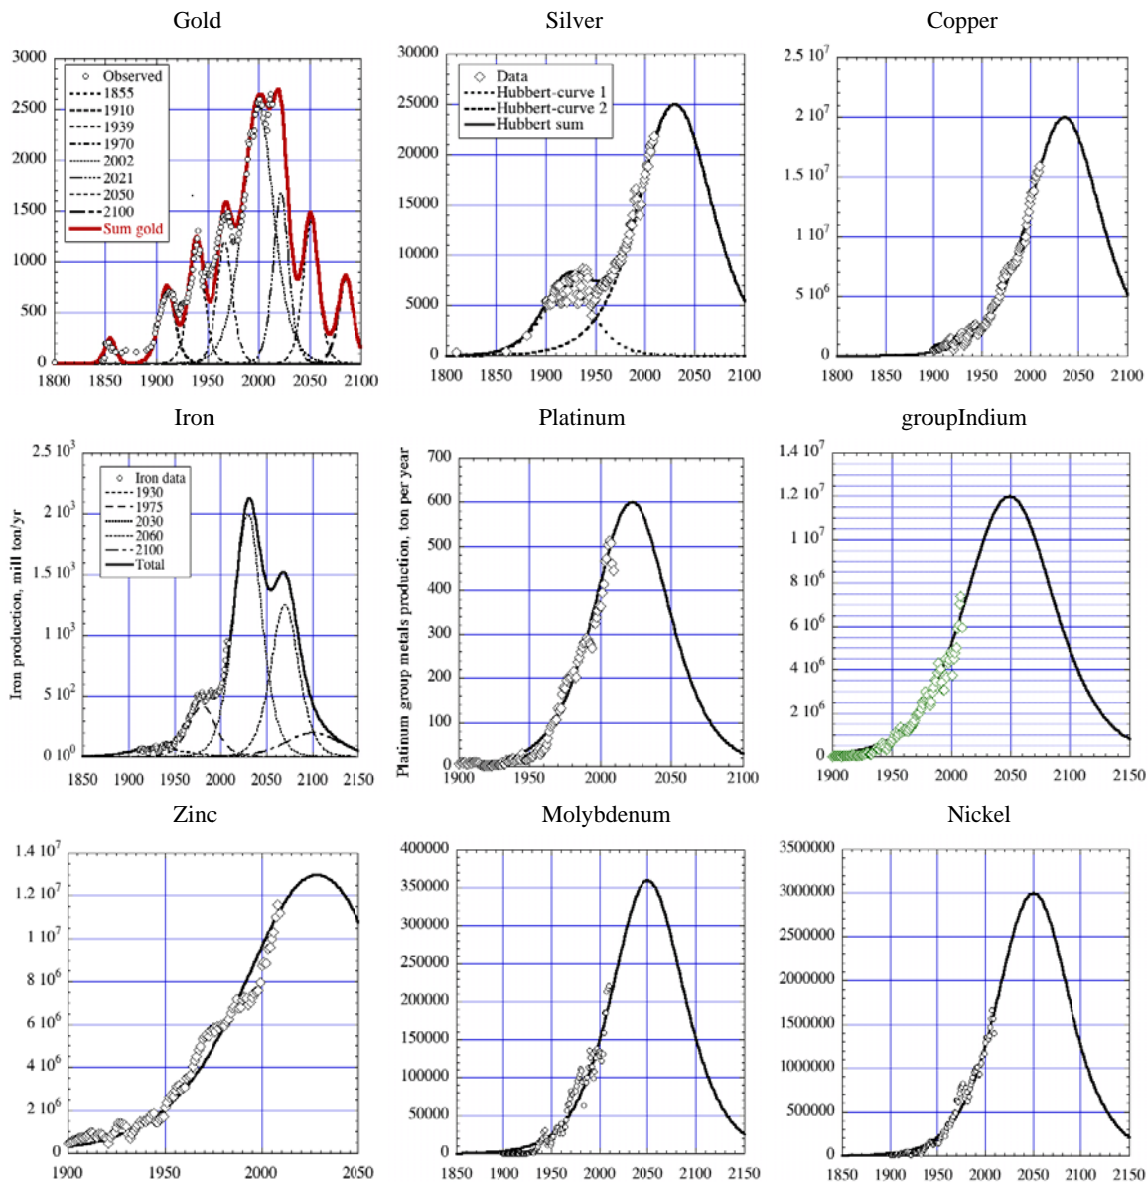 Gold
3000
2500
2000
1500
1000
500
0
1800 1850 1900 1950 2000 2050 2100
Observed
1855
1910
1939
1970
2002
2021
2050
2100
Sum gold
Silver
30000
25000
20000
15000
10000
5000
0
1800 1850 1900 1950 2000 2050 2100
Data
Hubbert-curve 1
Hubbert-curve 2
Hubbert sum
Copper
2.5 10^7
2 10^7
1.5 10^7
1 10^7
5 10^6
0
1800 1850 1900 1950 2000 2050 2100
Iron
Iron production, mill ton/yr
2.5 10^3
2 10^3
1.5 10^3
1 10^3
5 10^2
0 10^0
1850 1900 1950 2000 2050 2100 2150
Iron data
1930
1975
2030
2060
2100
Total
Platinum
Platinum group metals production, ton per year
700
600
500
400
300
200
100
0
1900 1950 2000 2050 2100
groupIndium
1.4 10^7
1.2 10^7
1 10^7
8 10^6
6 10^6
4 10^6
2 10^6
0
1900 1950 2000 2050 2100 2150
Zinc
1.4 10^7
1.2 10^7
1 10^7
8 10^6
6 10^6
4 10^6
2 10^6
0
1900 1950 2000 2050
Molybdenum
400000
350000
300000
250000
200000
150000
100000
50000
0
1850 1900 1950 2000 2050 2100 2150
Nickel
3500000
3000000
2500000
2000000
1500000
1000000
500000
0
1850 1900 1950 2000 2050 2100 2150